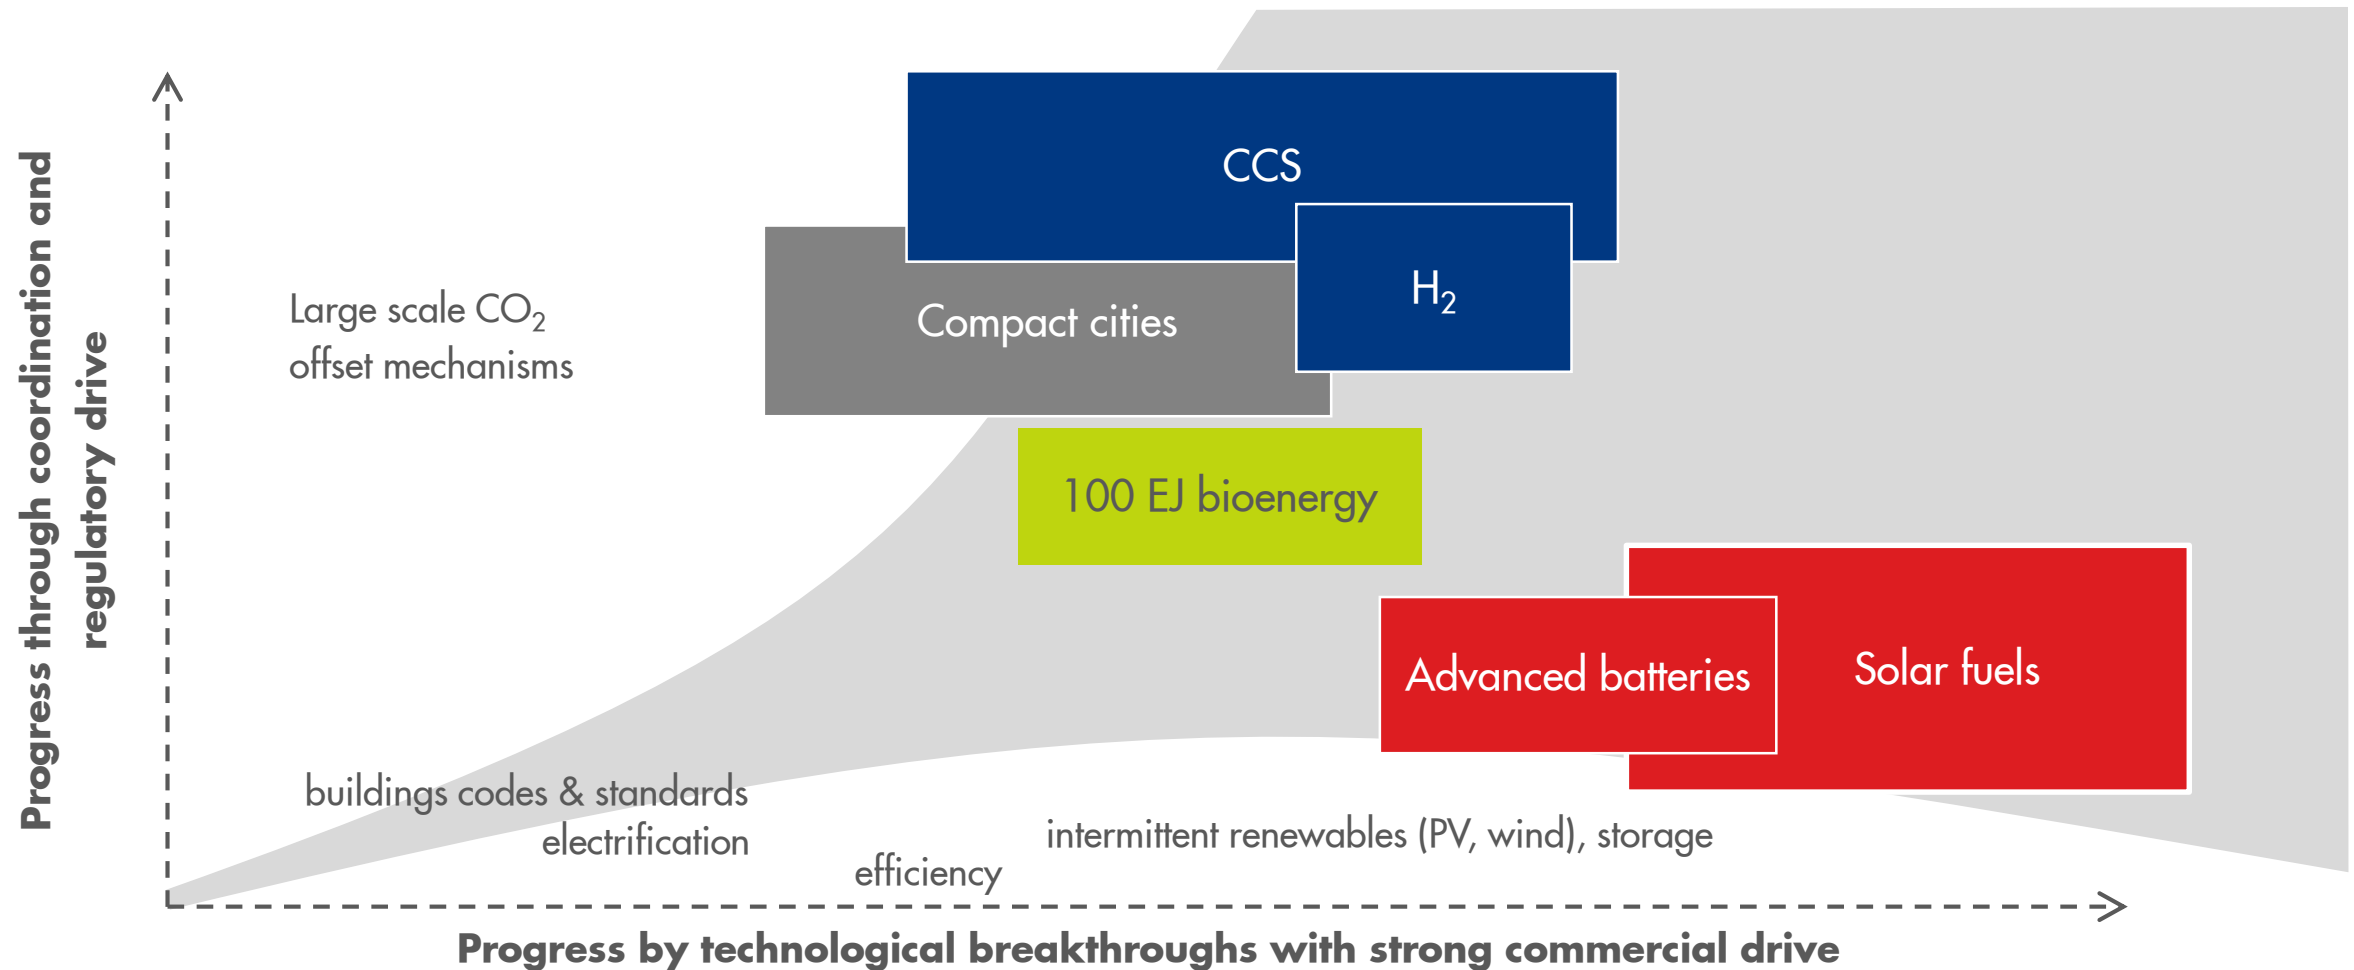 Progress through coordination and
regulatory drive
CCS
H₂
Compact cities
Large scale CO₂
offset mechanisms
100 EJ bioenergy
Advanced batteries
Solar fuels
buildings codes & standards
electrification
efficiency
intermittent renewables (PV, wind), storage
Progress by technological breakthroughs with strong commercial drive